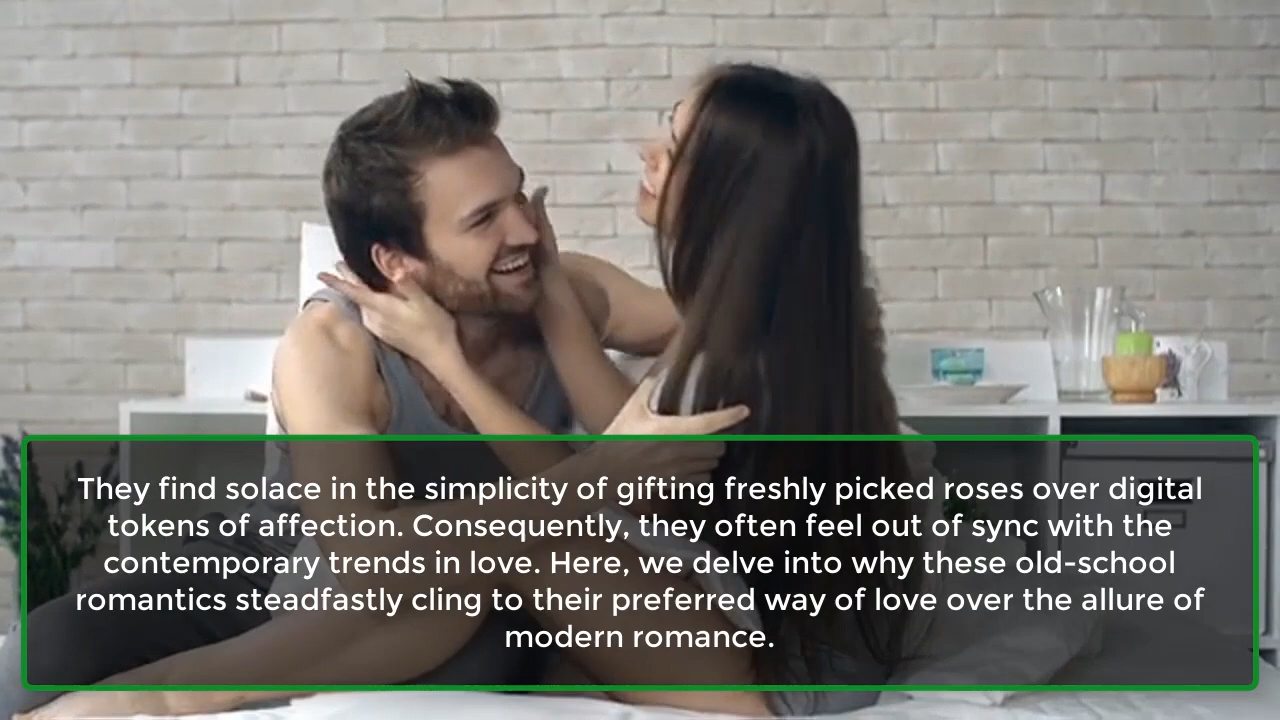 They find solace in the simplicity of gifting freshly picked roses over digital
tokens of affection. Consequently, they often feel out of sync with the
contemporary trends in love. Here, we delve into why these old-school
romantics steadfastly cling to their preferred way of love over the allure of
modern romance.